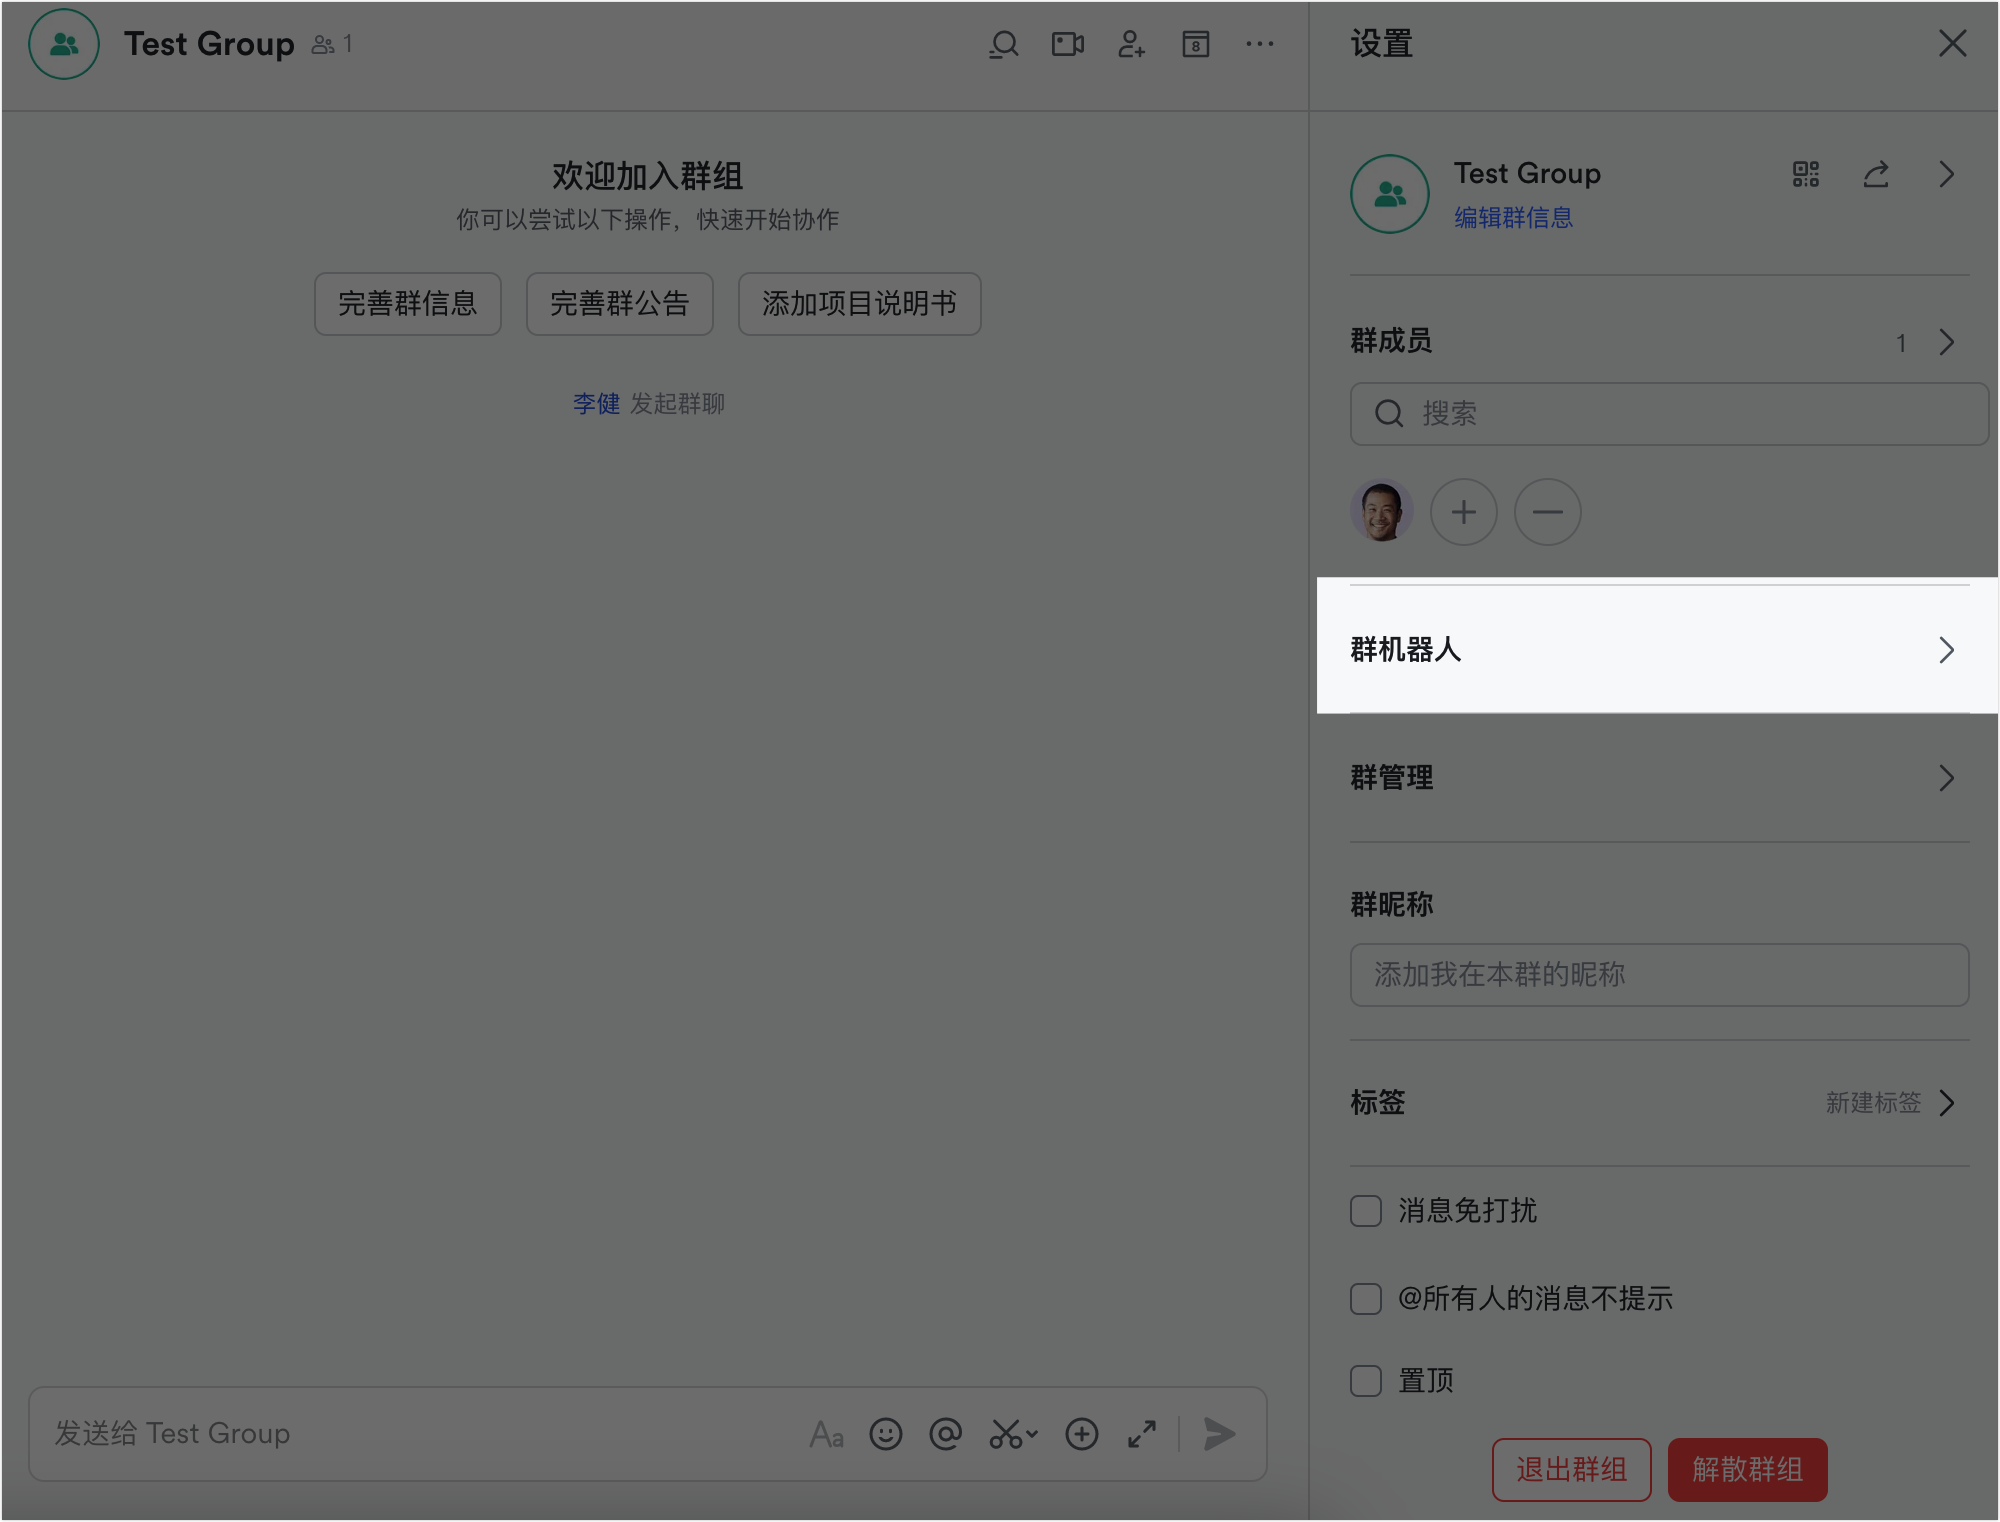 Test Group 1
8
欢迎加入群组
你可以尝试以下操作，快速开始协作
完善群信息 完善群公告 添加项目说明书
李健 发起群聊
发送给 Test Group
Aa
设置
Test Group
编辑群信息
群成员 1
搜索
群机器人
群管理
群昵称
添加我在本群的昵称
标签 新建标签
消息免打扰
@所有人的消息不提示
置顶
退出群组 解散群组